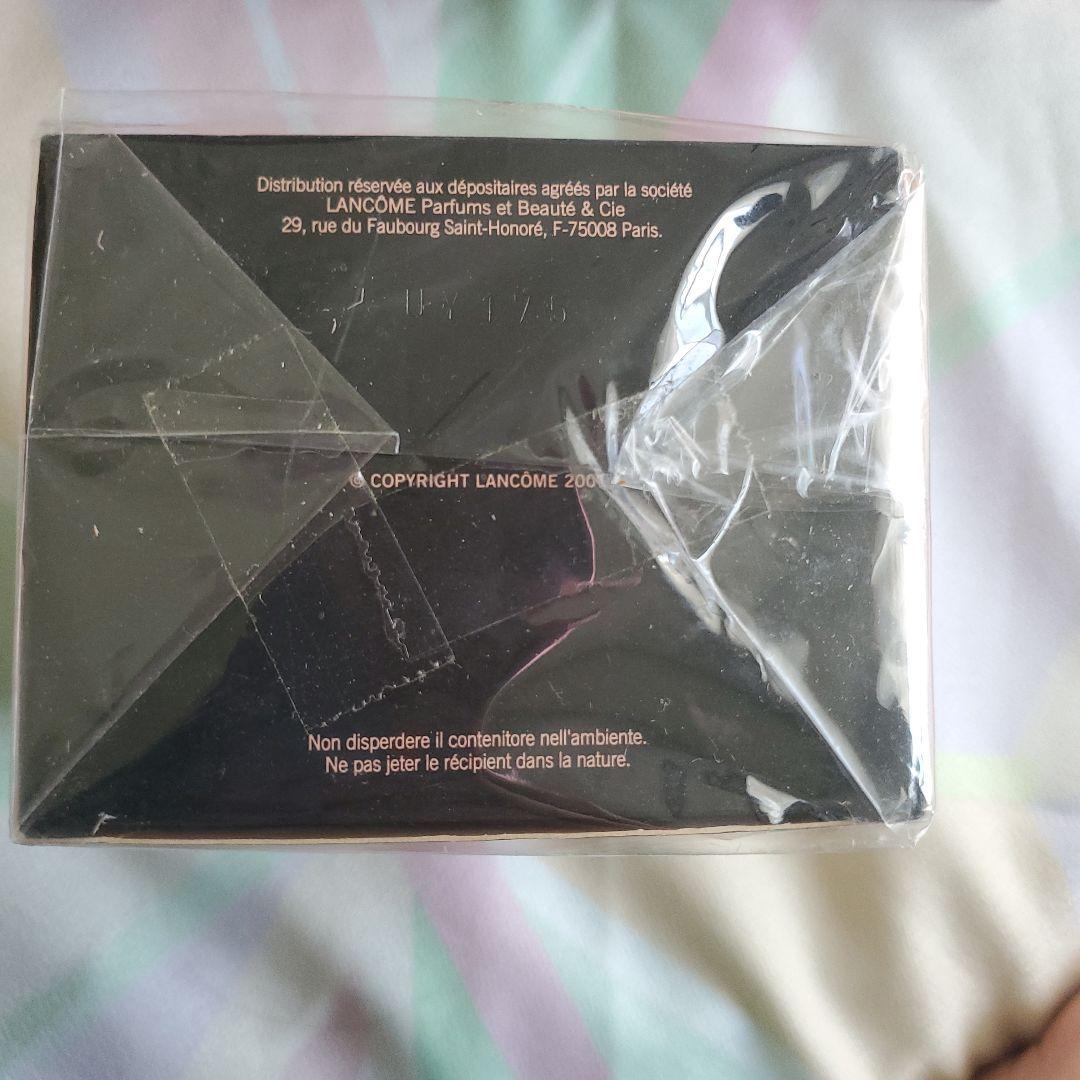 Distribution réservée aux dépositaires agréés par la société
LANCÔME Parfums et Beauté & Cie
29, rue du Faubourg Saint-Honoré, F-75008 Paris.
© COPYRIGHT LANCÔME
Non disperdere il contenitore nell'ambiente.
Ne pas jeter le récipient dans la nature.